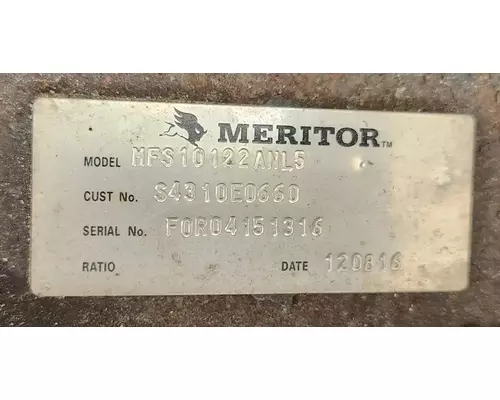 MERITOR™
MODEL MFS10122ANL5
CUST No. S4310E0660
SERIAL No. FOR04151316
RATIO DATE 120816